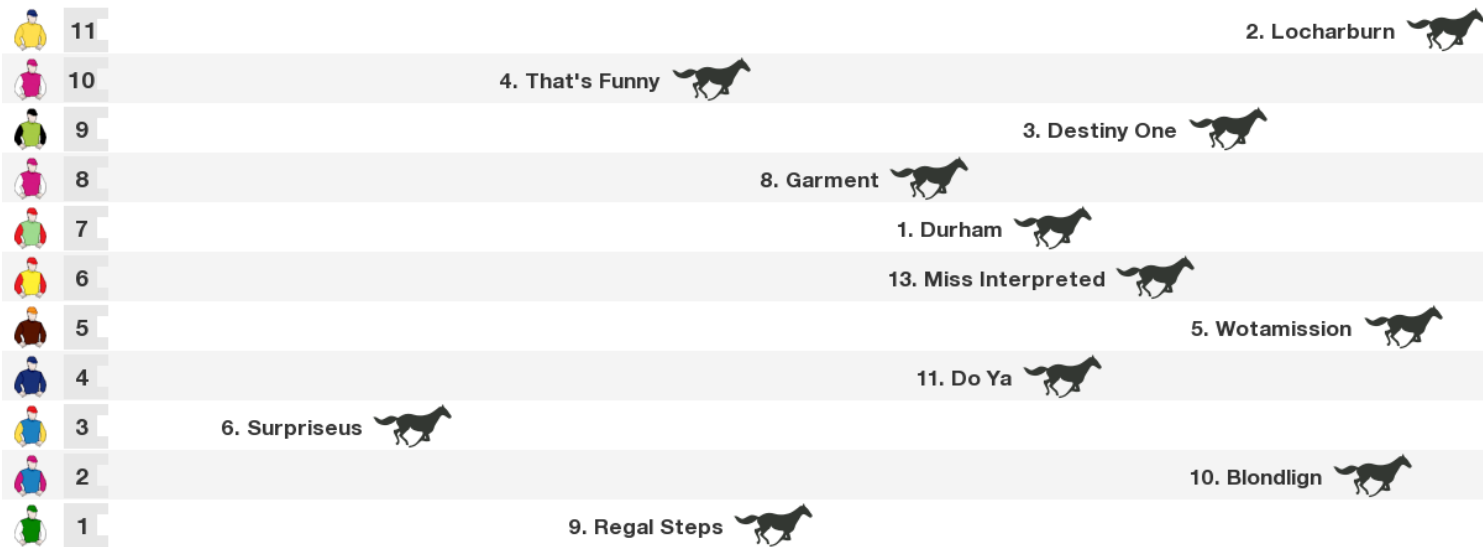 11 2. Locharburn
10 4. That's Funny
9 3. Destiny One
8 8. Garment
7 1. Durham
6 13. Miss Interpreted
5 5. Wotamission
4 11. Do Ya
3 6. Surpriseus
2 10. Blondlign
1 9. Regal Steps